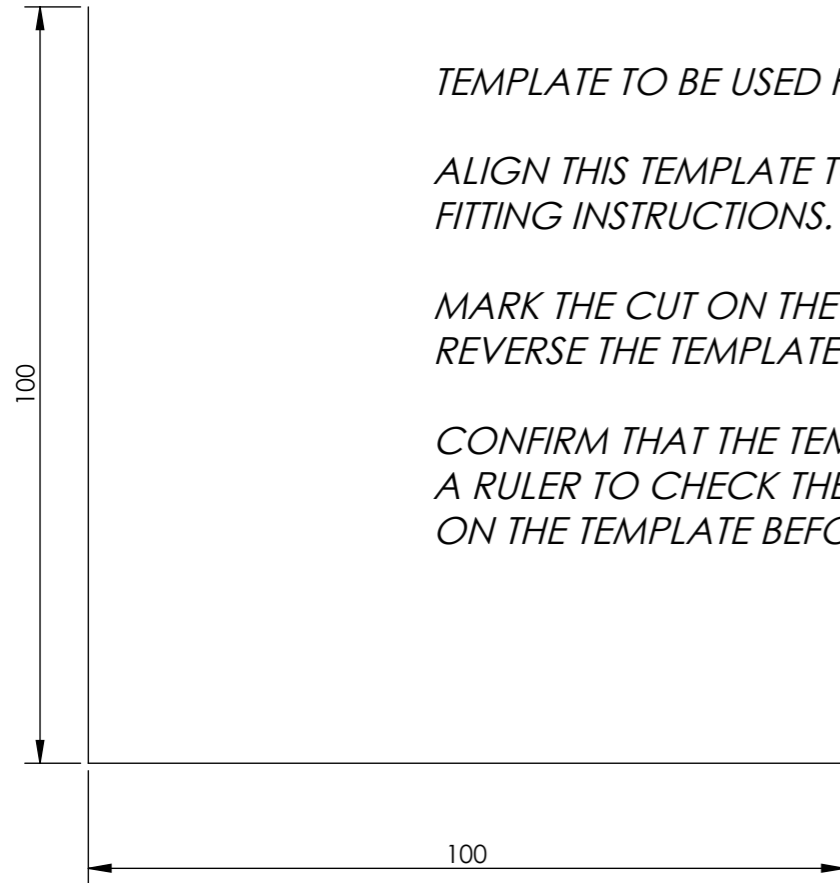 TEMPLATE TO BE USED
ALIGN THIS TEMPLATE
FITTING INSTRUCTIONS.
MARK THE CUT ON THE
REVERSE THE TEMPLATE
CONFIRM THAT THE
A RULER TO CHECK THE
ON THE TEMPLATE
100
100